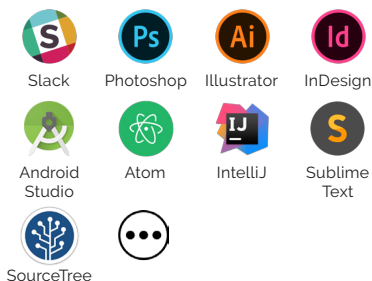 S Ps Ai Id
Slack Photoshop Illustrator InDesign
IJ S
Android Atom IntelliJ Sublime
Studio Text
SourceTree